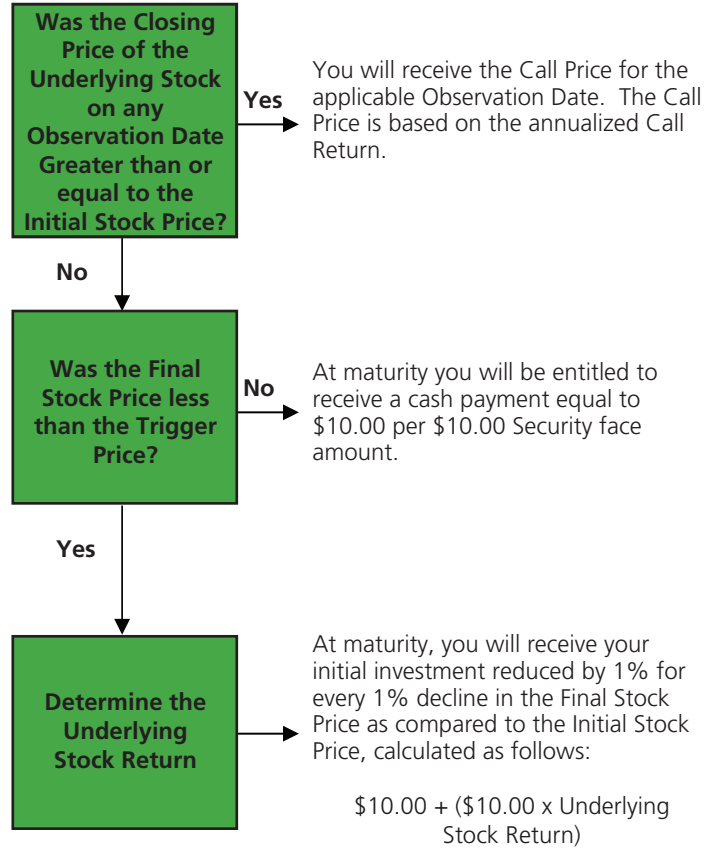 Was the Closing
Price of the
Underlying Stock
on any
Observation Date
Greater than or
equal to the
Initial Stock Price?
Yes
You will receive the Call Price for the
applicable Observation Date.  The Call
Price is based on the annualized Call
Return.
No
Was the Final
Stock Price less
than the Trigger
Price?
No
At maturity you will be entitled to
receive a cash payment equal to
$10.00 per $10.00 Security face
amount.
Yes
Determine the
Underlying
Stock Return
At maturity, you will receive your
initial investment reduced by 1% for
every 1% decline in the Final Stock
Price as compared to the Initial Stock
Price, calculated as follows:
$10.00 + ($10.00 x Underlying
Stock Return)